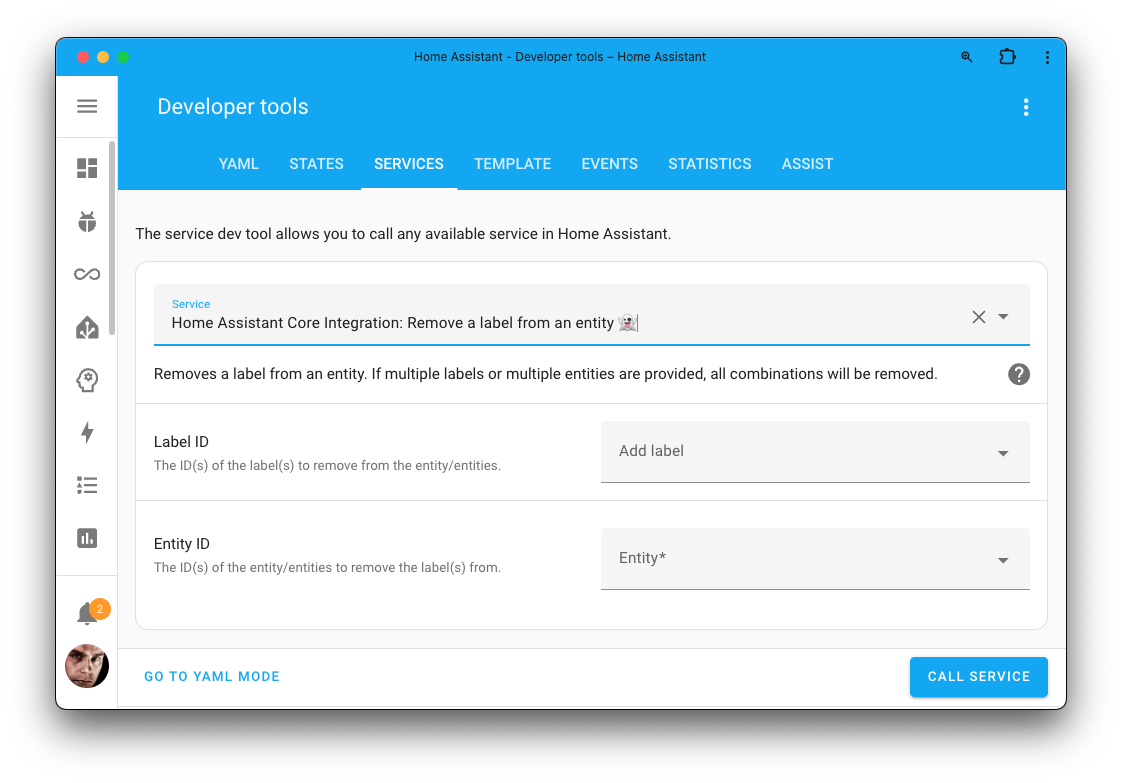 Home Assistant - Developer tools – Home Assistant
Developer tools
YAML STATES SERVICES TEMPLATE EVENTS STATISTICS ASSIST
The service dev tool allows you to call any available service in Home Assistant.
Service
Home Assistant Core Integration: Remove a label from an entity 👻
Removes a label from an entity. If multiple labels or multiple entities are provided, all combinations will be removed.
Label ID
The ID(s) of the label(s) to remove from the entity/entities.
Add label
Entity ID
The ID(s) of the entity/entities to remove the label(s) from.
Entity*
2
GO TO YAML MODE
CALL SERVICE